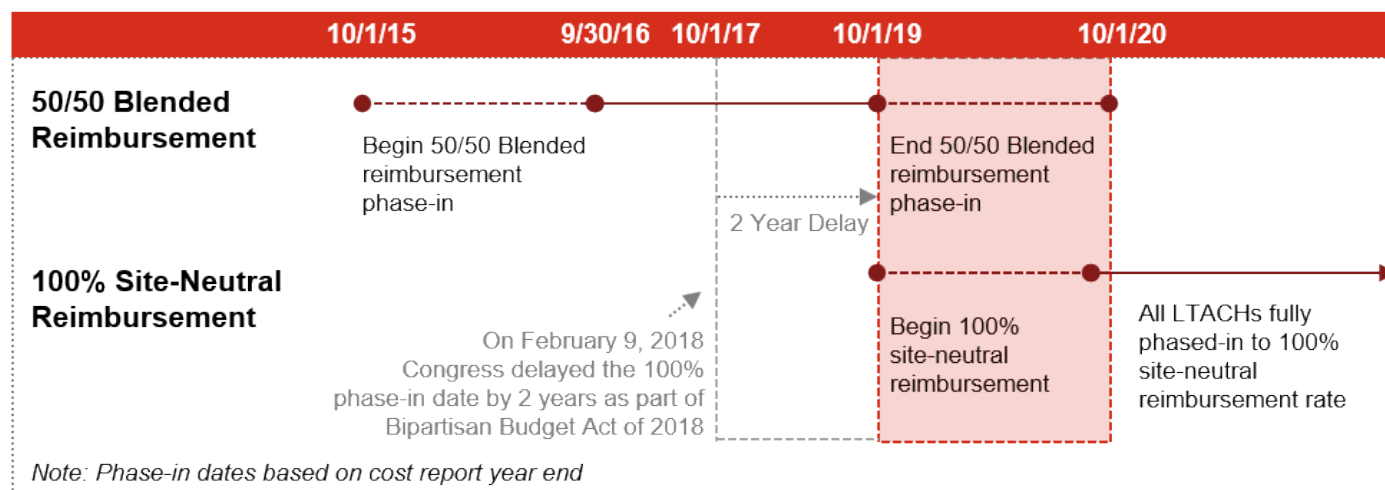 10/1/15 9/30/16 10/1/17 10/1/19 10/1/20
50/50 Blended
Reimbursement
Begin 50/50 Blended
reimbursement
phase-in
End 50/50 Blended
reimbursement
phase-in
2 Year Delay
100% Site-Neutral
Reimbursement
On February 9, 2018
Congress delayed the 100%
phase-in date by 2 years as part of
Bipartisan Budget Act of 2018
Begin 100%
site-neutral
reimbursement
All LTACHs fully
phased-in to 100%
site-neutral
reimbursement rate
Note: Phase-in dates based on cost report year end